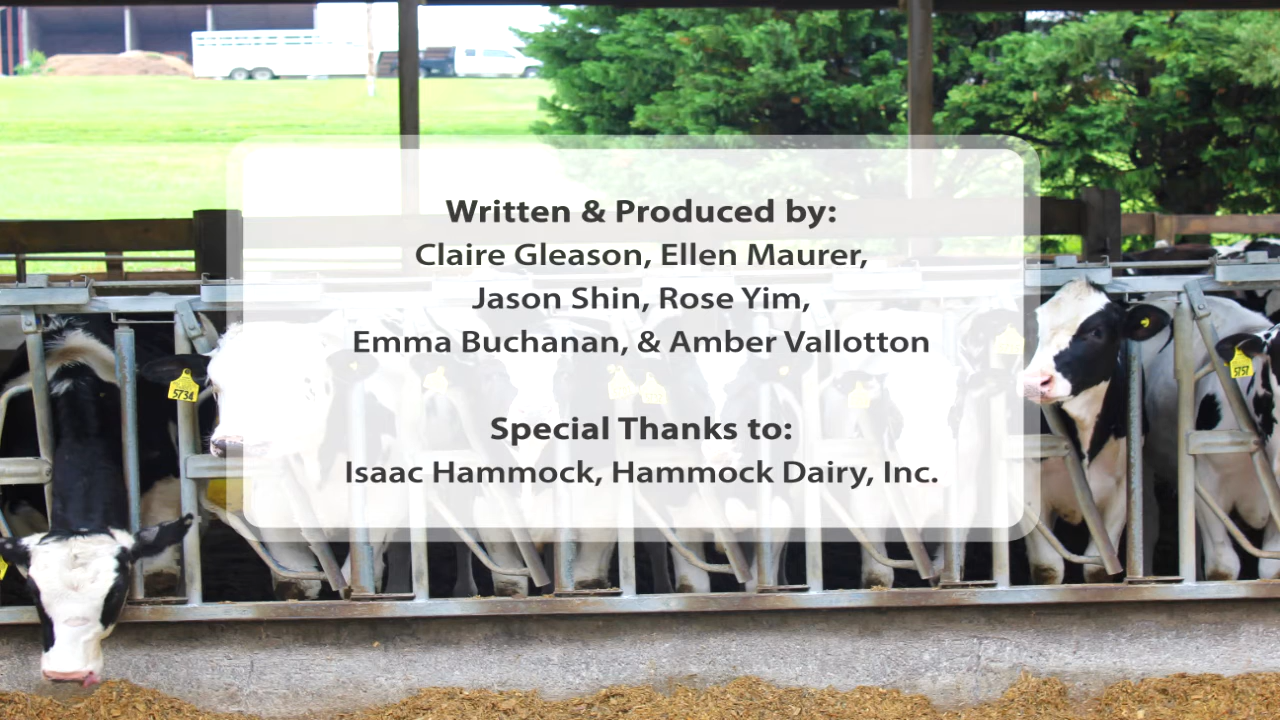 Written & Produced by:
Claire Gleason, Ellen Maurer,
Jason Shin, Rose Yim,
Emma Buchanan, & Amber Vallotton
Special Thanks to:
Isaac Hammock, Hammock Dairy, Inc.
5734
5757